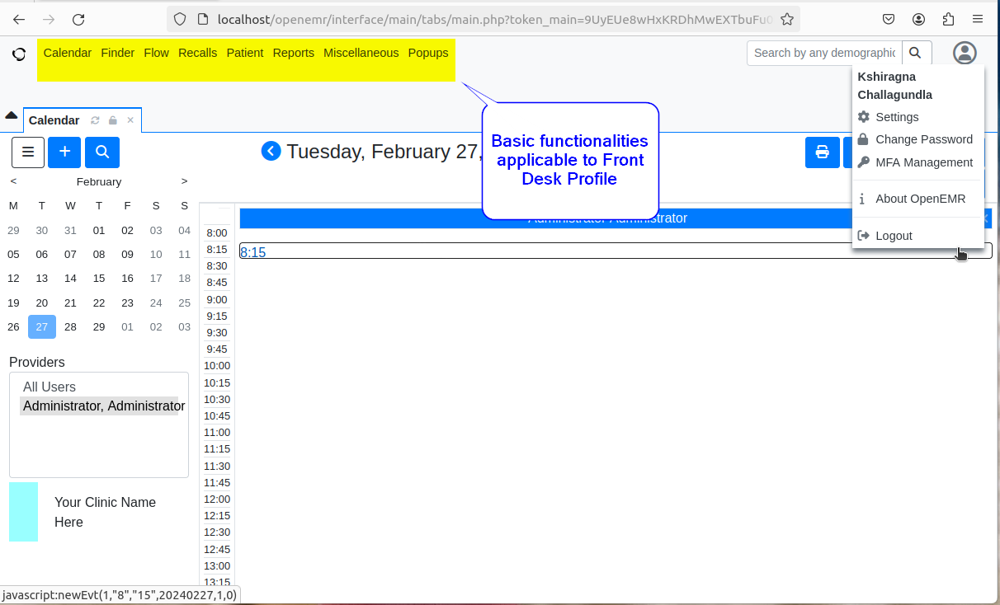 localhost/openemr/interface/main/tabs/main.php?token_main=9UyEUe8wHxKRDhMwEXTbuFu0
Calendar Finder Flow Recalls Patient Reports Miscellaneous Popups
Search by any demographic
Kshiragna
Challagundla
Settings
Change Password
MFA Management
About OpenEMR
Logout
Calendar
Basic functionalities
applicable to Front
Desk Profile
Tuesday, February 27,
< February >
M T W T F S S
29 30 31 01 02 03 04
05 06 07 08 09 10 11
12 13 14 15 16 17 18
19 20 21 22 23 24 25
26 27 28 29 01 02 03
Providers
All Users
Administrator, Administrator
Your Clinic Name
Here
Administrator Administrator
8:00
8:15 8:15
8:30
8:45
9:00
9:15
9:30
9:45
10:00
10:15
10:30
10:45
11:00
11:15
11:30
11:45
12:00
12:15
12:30
12:45
13:00
13:15
javascript:newEvt(1,"8","15",20240227,1,0)